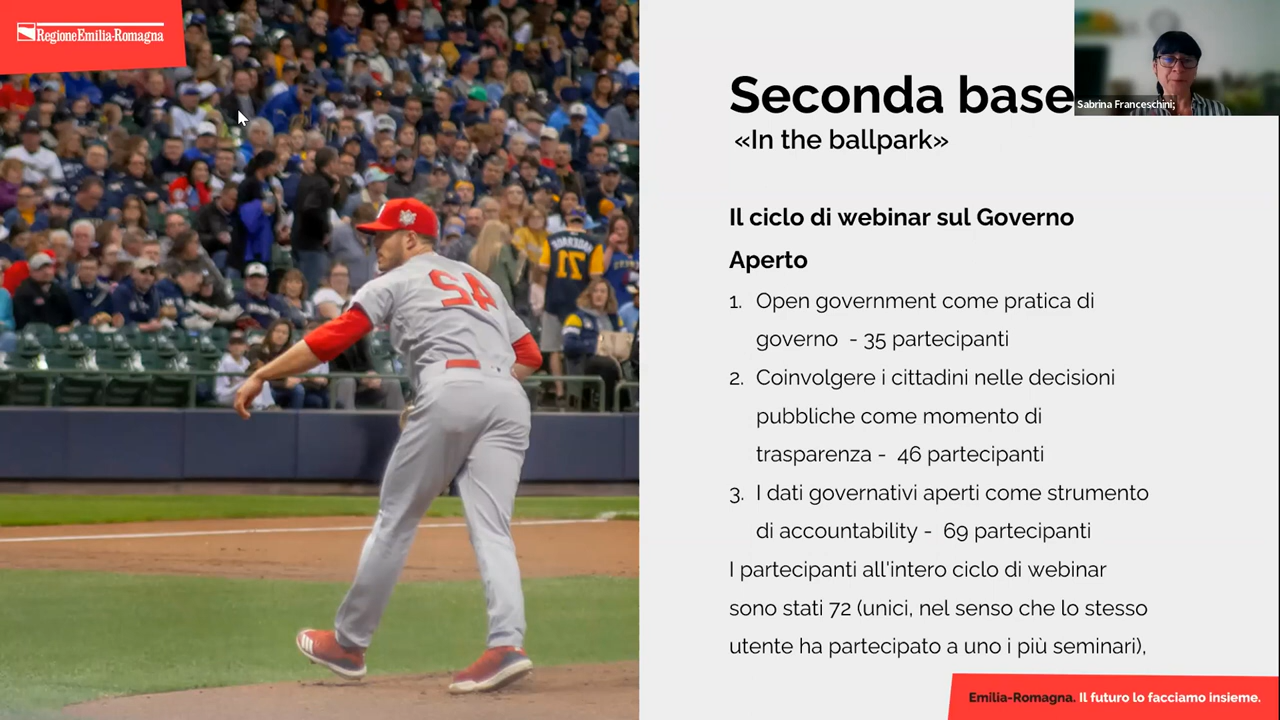 RegioneEmilia-Romagna
Seconda base
Sabrina Franceschini;
«In the ballpark»
Il ciclo di webinar sul Governo
Aperto
1. Open government come pratica di
governo - 35 partecipanti
2. Coinvolgere i cittadini nelle decisioni
pubbliche come momento di
trasparenza - 46 partecipanti
3. I dati governativi aperti come strumento
di accountability - 69 partecipanti
I partecipanti all'intero ciclo di webinar
sono stati 72 (unici, nel senso che lo stesso
utente ha partecipato a uno i più seminari),
Emilia-Romagna. Il futuro lo facciamo insieme.